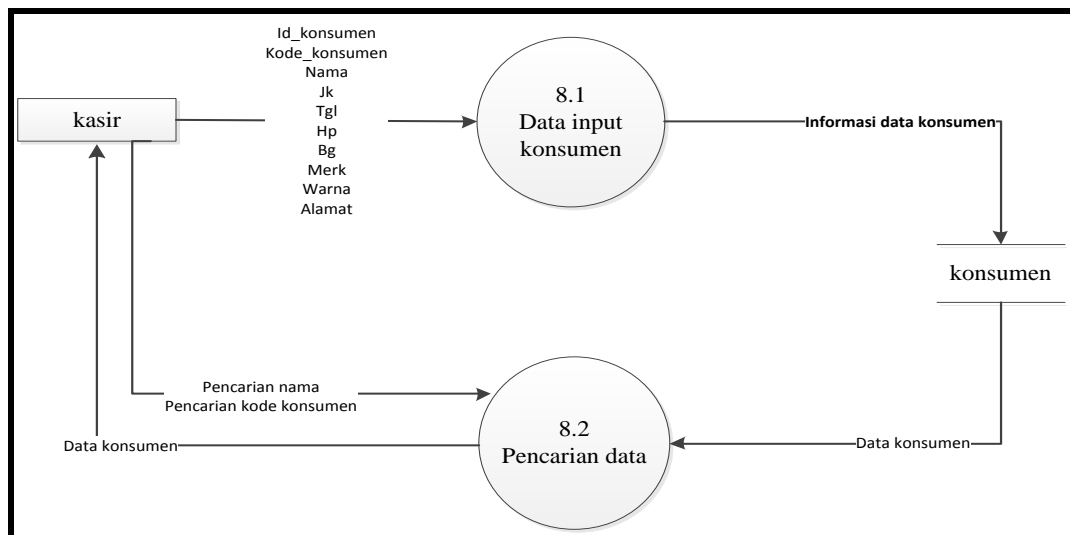 kasir
Id_konsumen
Kode_konsumen
Nama
Jk
Tgl
Hp
Bg
Merk
Warna
Alamat
8.1
Data input
konsumen
Informasi data konsumen
konsumen
Pencarian nama
Pencarian kode konsumen
Data konsumen
8.2
Pencarian data
Data konsumen